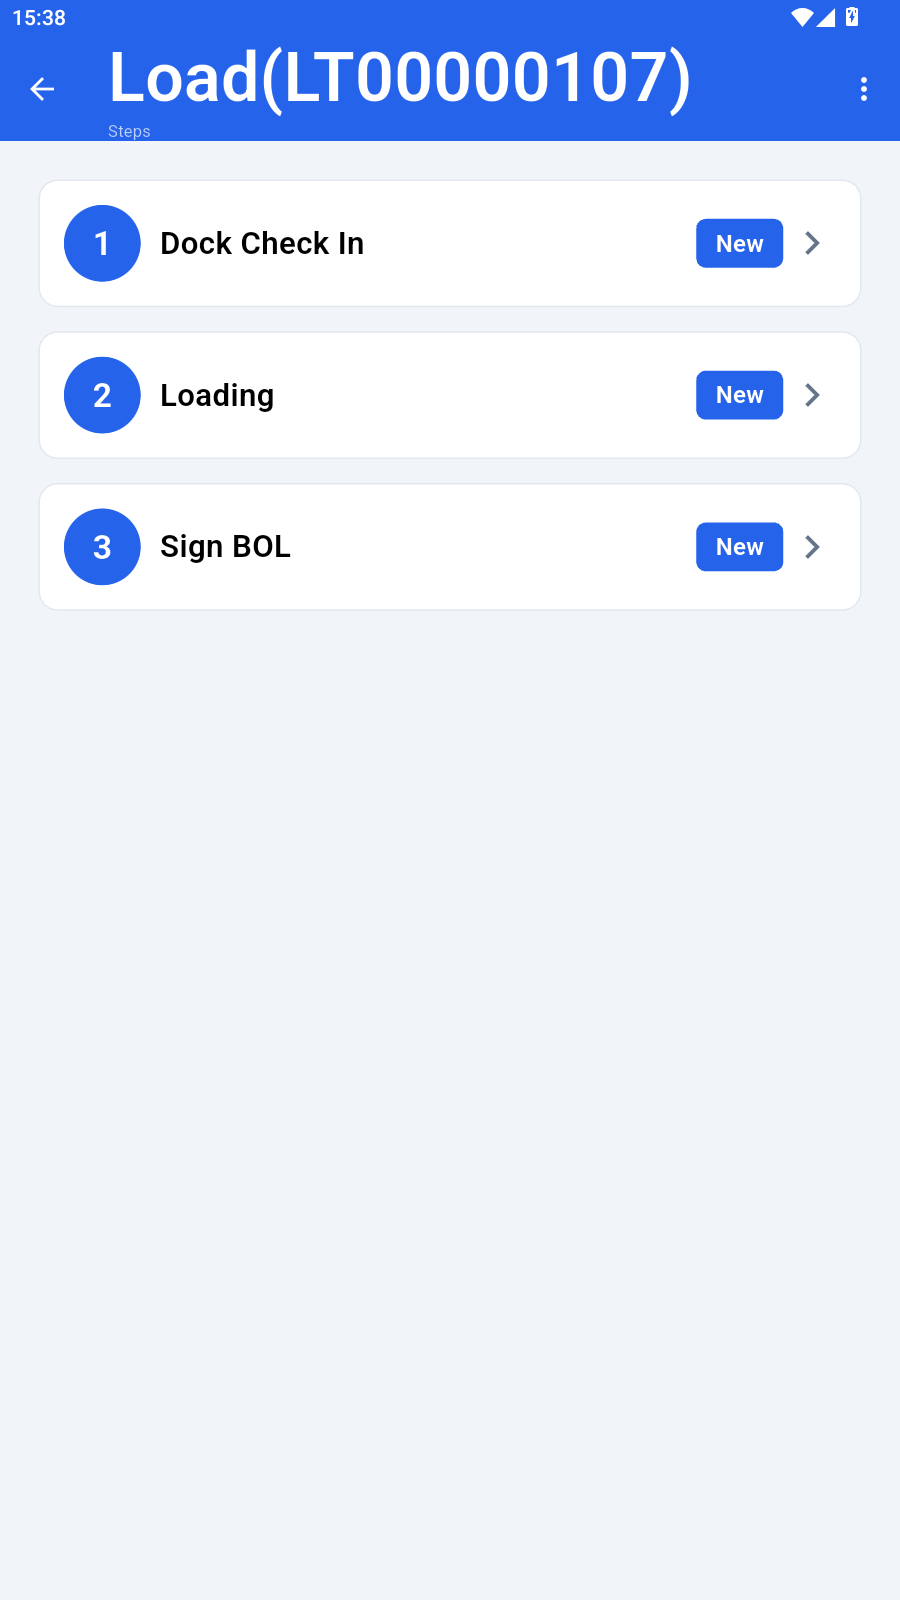 15:38
Load(LT00000107)
Steps
1 Dock Check In New
2 Loading New
3 Sign BOL New